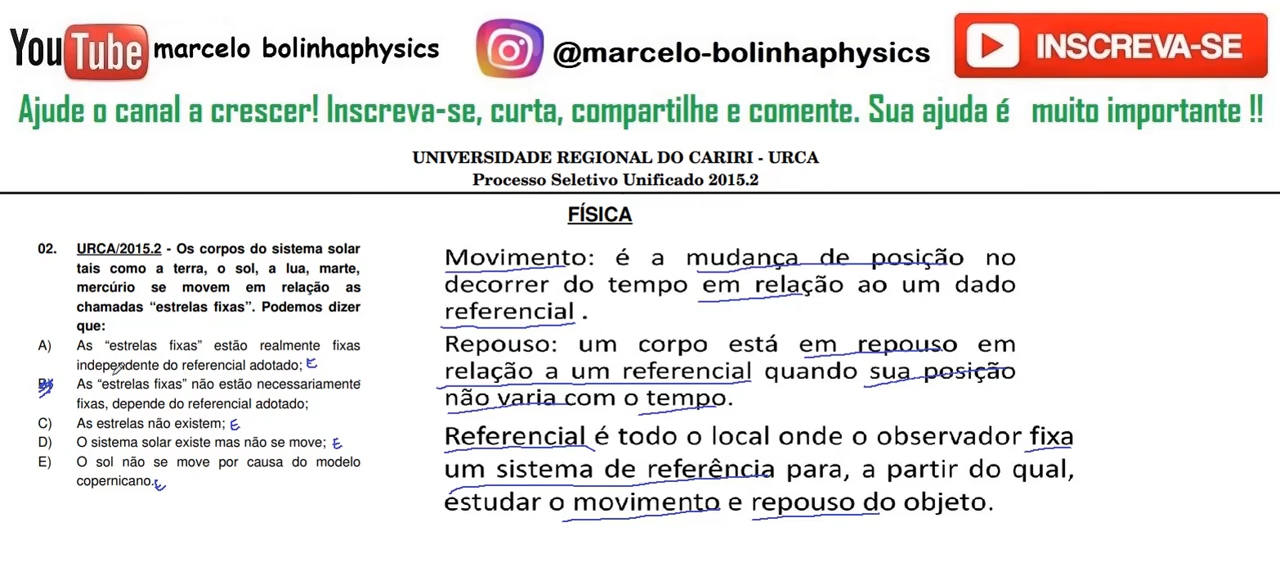 YouTube marcelo bolinhaphysics @marcelo-bolinhaphysics INSCREVA-SE
Ajude o canal a crescer! Inscreva-se, curta, compartilhe e comente. Sua ajuda é muito importante !!
UNIVERSIDADE REGIONAL DO CARIRI - URCA
Processo Seletivo Unificado 2015.2
FÍSICA
02. URCA/2015.2 - Os corpos do sistema solar
tais como a terra, o sol, a lua, marte,
mercúrio se movem em relação as
chamadas “estrelas fixas”. Podemos dizer
que:
A) As “estrelas fixas” estão realmente fixas
independente do referencial adotado; E
B) As “estrelas fixas” não estão necessariamente
fixas, depende do referencial adotado;
C) As estrelas não existem; E
D) O sistema solar existe mas não se move; E
E) O sol não se move por causa do modelo
copernicano. E
Movimento: é a mudança de posição no
decorrer do tempo em relação ao um dado
referencial .
Repouso: um corpo está em repouso em
relação a um referencial quando sua posição
não varia com o tempo.
Referencial é todo o local onde o observador fixa
um sistema de referência para, a partir do qual,
estudar o movimento e repouso do objeto.